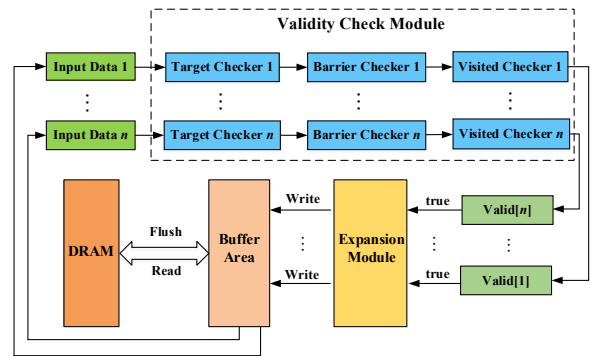 Validity Check Module
Input Data 1
Target Checker 1
Barrier Checker 1
Visited Checker 1
⋮
⋮
⋮
⋮
Input Data n
Target Checker n
Barrier Checker n
Visited Checker n
DRAM
Flush
Read
Buffer
Area
Write
⋮
Write
Expansion
Module
true
⋮
true
Valid[n]
⋮
Valid[1]